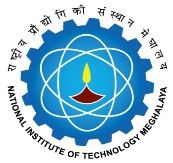 राष्ट्रीय प्रौद्योगिकी संस्थान मेघालय
NATIONAL INSTITUTE OF TECHNOLOGY MEGHALAYA